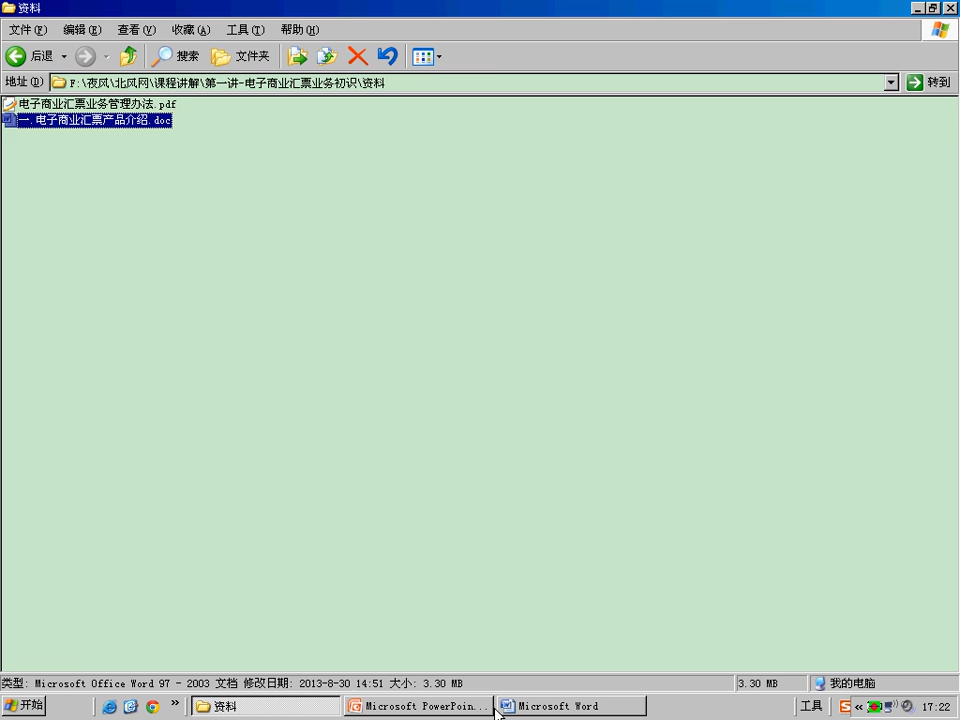 资料
文件(F) 编辑(E) 查看(V) 收藏(A) 工具(T) 帮助(H)
后退 搜索 文件夹
地址(D) F:\夜风\北风网\课程讲解\第一讲-电子商业汇票业务初识\资料 转到
电子商业汇票业务管理办法.pdf
一.电子商业汇票产品介绍.doc
类型: Microsoft Office Word 97 - 2003 文档 修改日期: 2013-8-30 14:51 大小: 3.30 MB 3.30 MB 我的电脑
开始 » 资料 Microsoft PowerPoin... Microsoft Word 工具 « 17:22